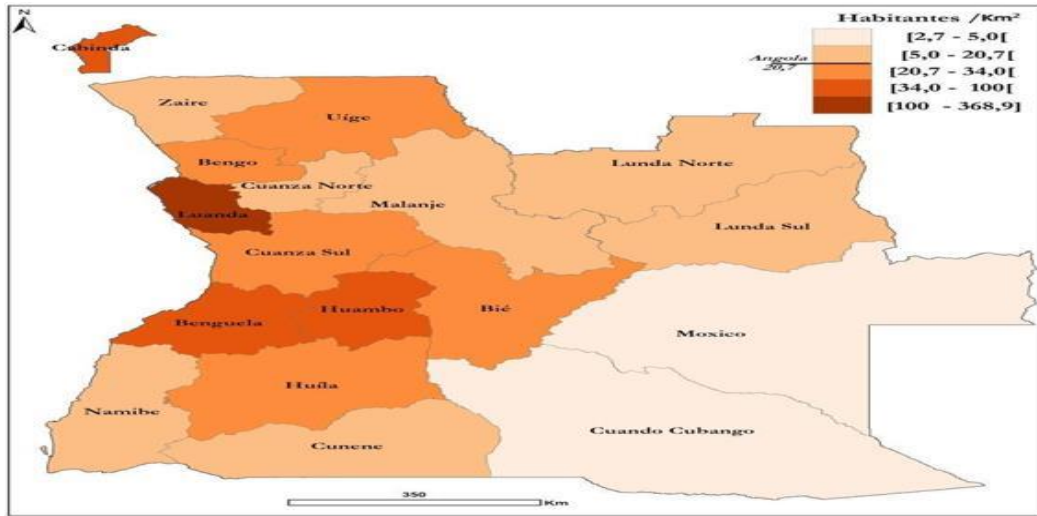 N
Habitantes /Km²
[2,7 - 5,0[
[5,0 - 20,7[
Angola
20,7
[20,7 - 34,0[
[34,0 - 100[
[100 - 368,9]
Cabinda
Zaire
Uíge
Bengo
Lunda Norte
Cuanza Norte
Malanje
Luanda
Lunda Sul
Cuanza Sul
Huambo
Bié
Benguela
Moxico
Huíla
Namibe
Cuando Cubango
Cunene
350
Km